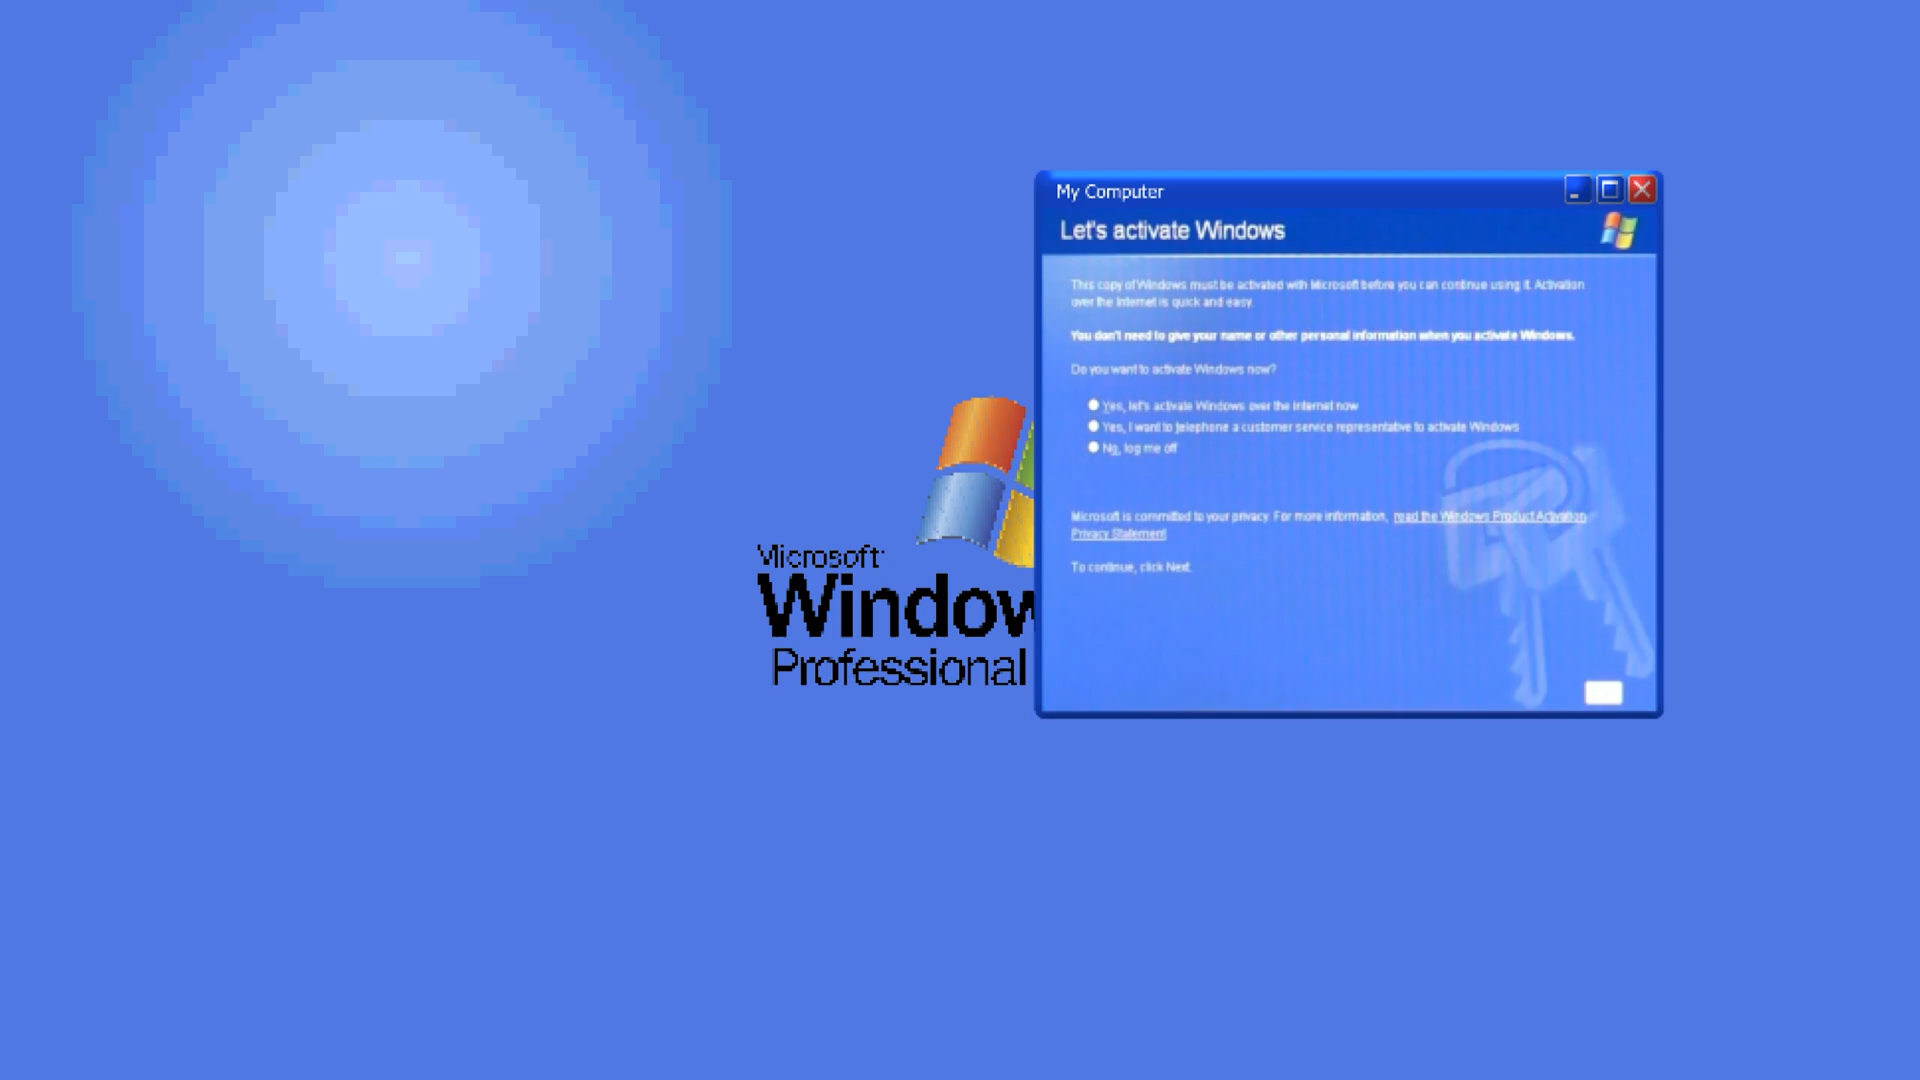 Microsoft
Window
Professional
My Computer
Let's activate Windows
This copy of Windows must be activated with Microsoft before you can continue using it. Activation
over the Internet is quick and easy.
You don't need to give your name or other personal information when you activate Windows.
Do you want to activate Windows now?
Yes, let's activate Windows over the Internet now
Yes, I want to telephone a customer service representative to activate Windows
No, log me off
Microsoft is committed to your privacy. For more information, read the Windows Product Activation
Privacy Statement
To continue, click Next.